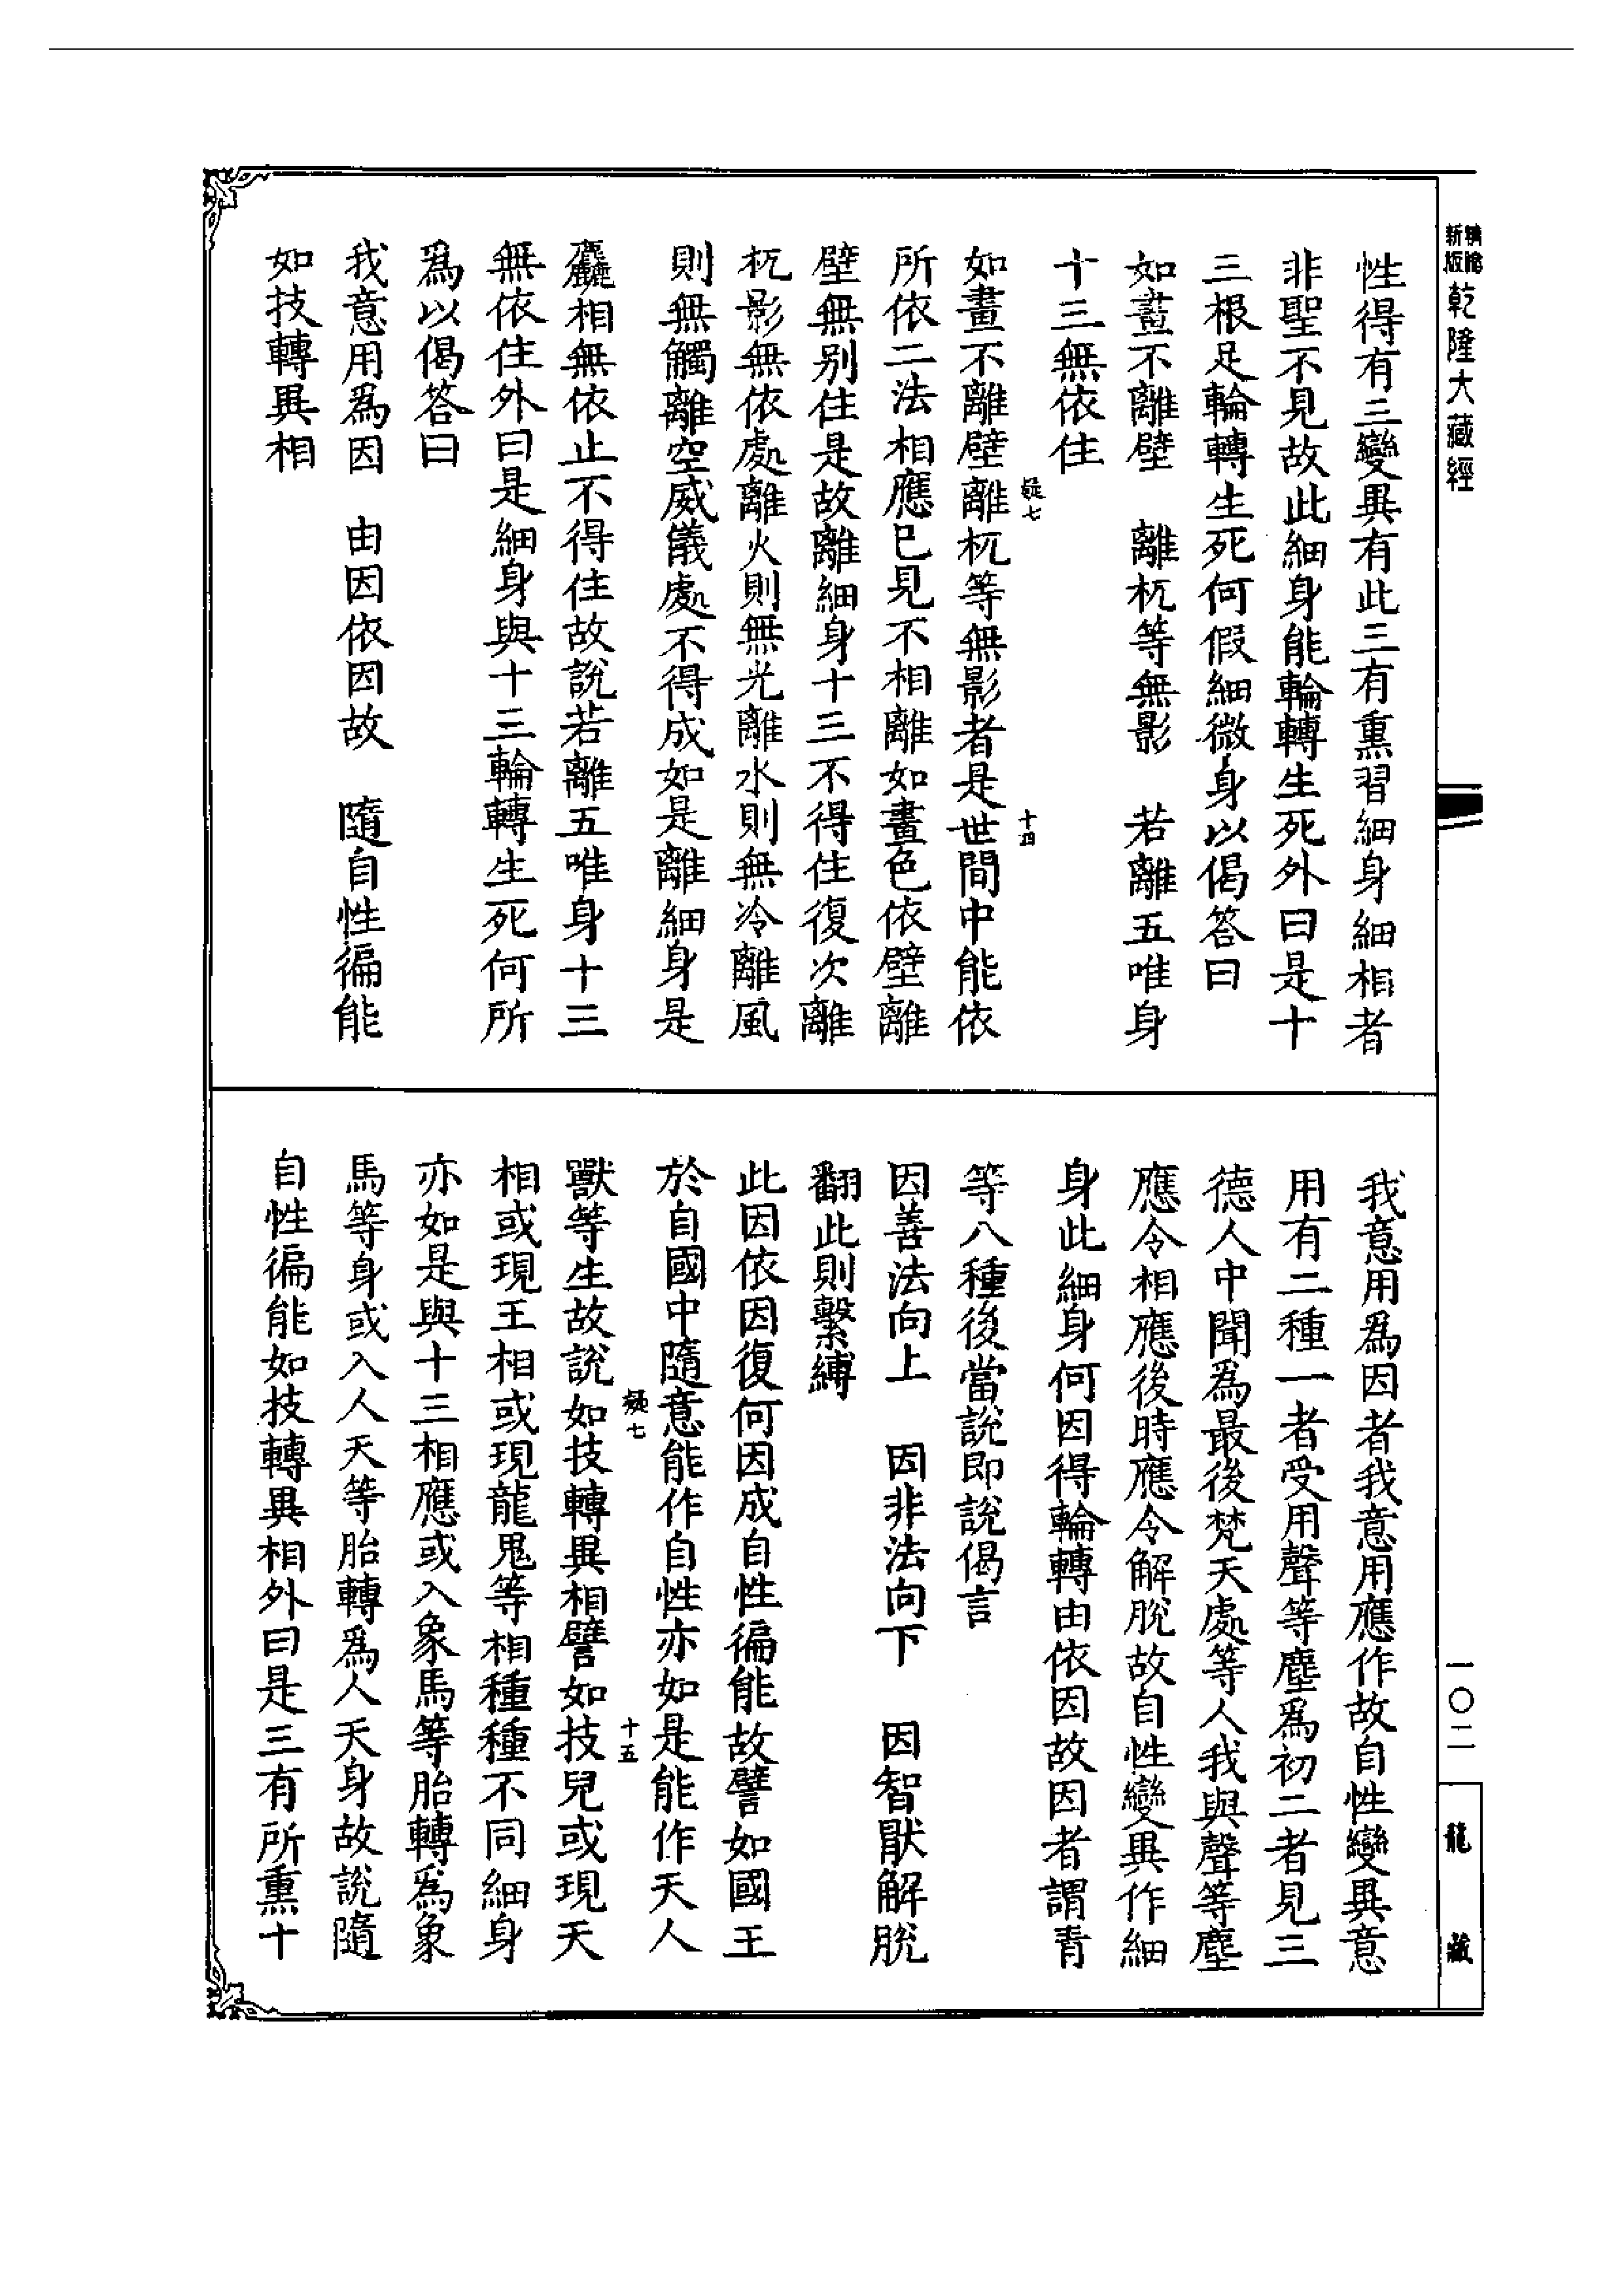 新版 精縮 乾隆大藏經
性得有三變異有此三有熏習細身細相者
非聖不見故此細身能輪轉生死外曰是十
三根足輪轉生死何假細微身以偈答曰
如畫不離壁　離杌等無影　若離五唯身
十三無依住
疑七
十四
如畫不離壁離杌等無影者是世間中能依
所依二法相應已見不相離如畫色依壁離
壁無別住是故離細身十三不得住復次離
杌影無依處離火則無光離水則無冷離風
則無觸離空威儀處不得成如是離細身是
麤相無依止不得住故說若離五唯身十三
無依住外曰是細身與十三輪轉生死何所
爲以偈答曰
我意用爲因　由因依因故　隨自性徧能
如技轉異相
我意用爲因者我意用應作故自性變異意
用有二種一者受用聲等塵爲初二者見三
德人中聞爲最後梵天處等人我與聲等塵
應令相應後時應令解脫故自性變異作細
身此細身何因得輪轉由依因故因者謂青
等八種後當說即說偈言
因善法向上　因非法向下　因智猒解脫
翻此則繫縛
此因依因復何因成自性徧能故譬如國王
於自國中隨意能作自性亦如是能作天人
疑七
十五
獸等生故說如技轉異相譬如技兒或現天
相或現王相或現龍鬼等相種種不同細身
亦如是與十三相應或入象馬等胎轉爲象
馬等身或入人天等胎轉爲人天身故說隨
自性徧能如技轉異相外曰是三有所熏十
一〇二
龍藏